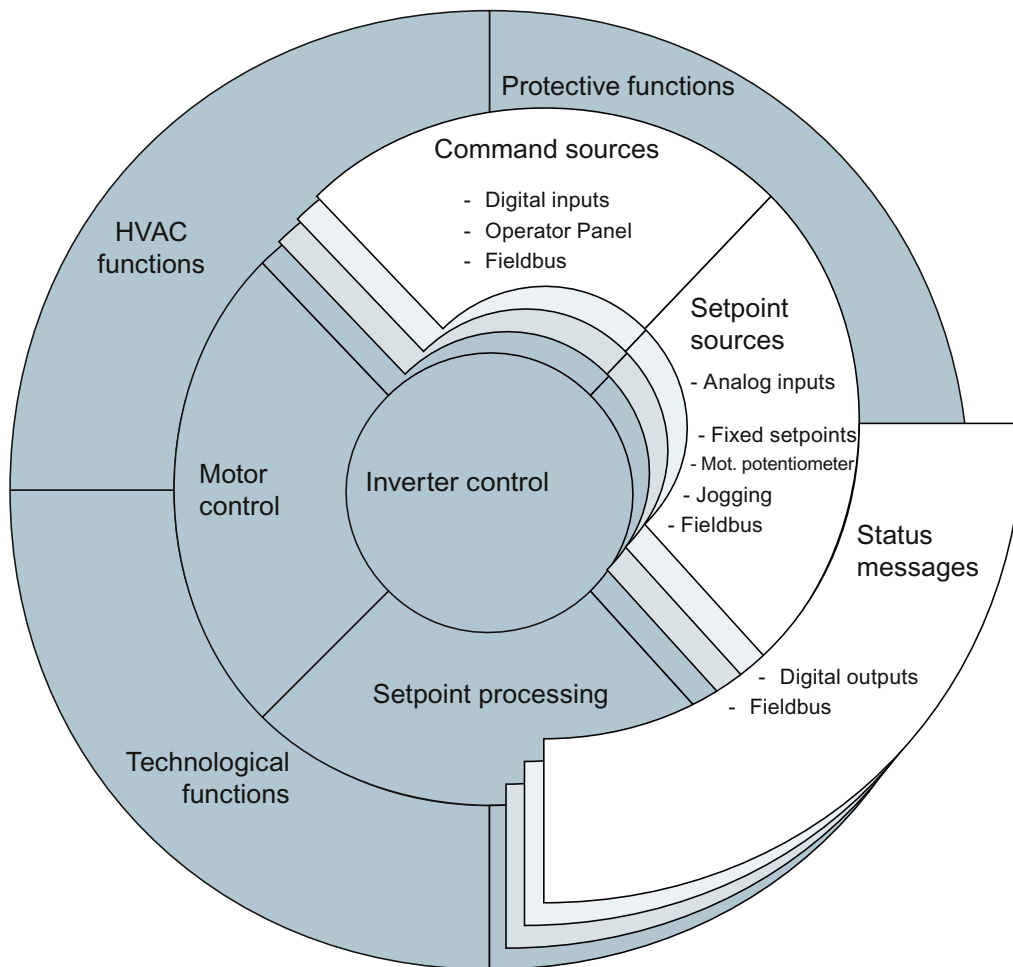 Protective functions
Command sources
- Digital inputs
- Operator Panel
- Fieldbus
HVAC
functions
Setpoint
sources
- Analog inputs
- Fixed setpoints
- Mot. potentiometer
- Jogging
- Fieldbus
Motor
control
Inverter control
Status
messages
- Digital outputs
- Fieldbus
Setpoint processing
Technological
functions